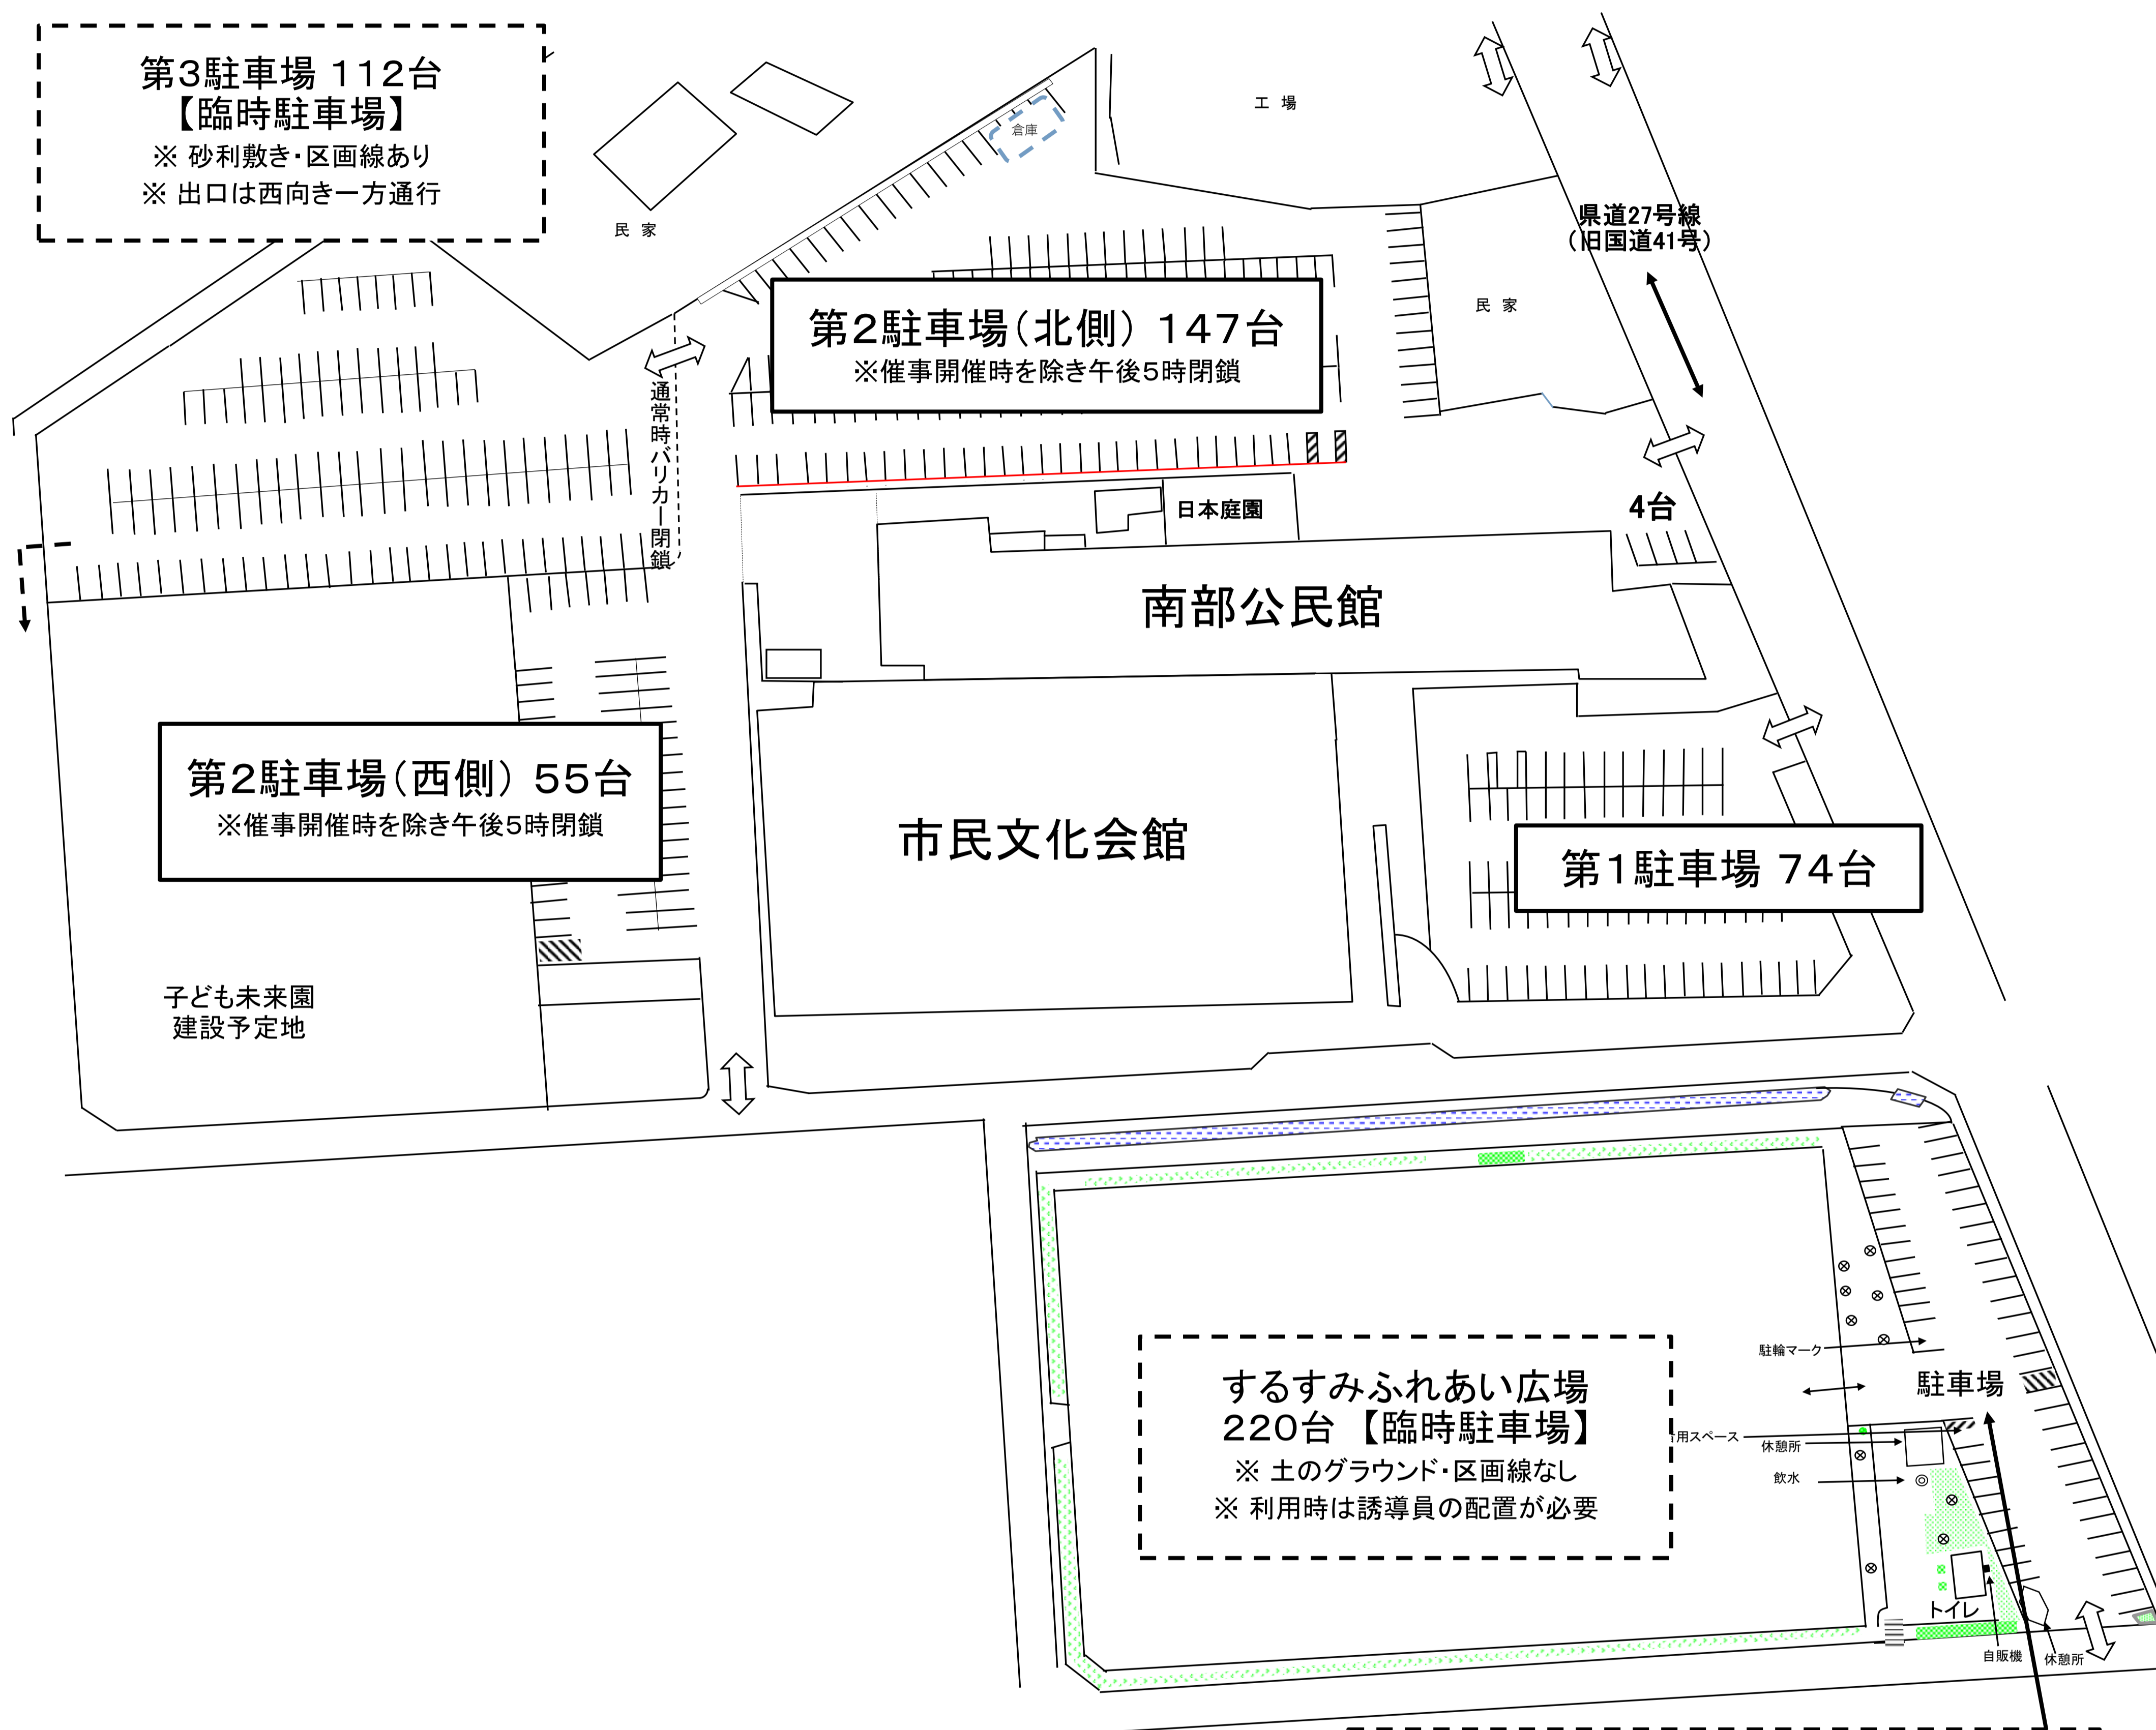 第3駐車場 112台
【臨時駐車場】
※ 砂利敷き・区画線あり
※ 出口は西向き一方通行
民 家
倉庫
工 場
県道27号線
(旧国道41号)
民 家
第2駐車場(北側) 147台
※催事開催時を除き午後5時閉鎖
通常時バリカー閉鎖
日本庭園
4台
南部公民館
第2駐車場(西側) 55台
※催事開催時を除き午後5時閉鎖
市民文化会館
第1駐車場 74台
子ども未来園
建設予定地
するすみふれあい広場
220台 【臨時駐車場】
※ 土のグラウンド・区画線なし
※ 利用時は誘導員の配置が必要
駐輪マーク
駐車場
用スペース
休憩所
飲水
トイレ
自販機
休憩所